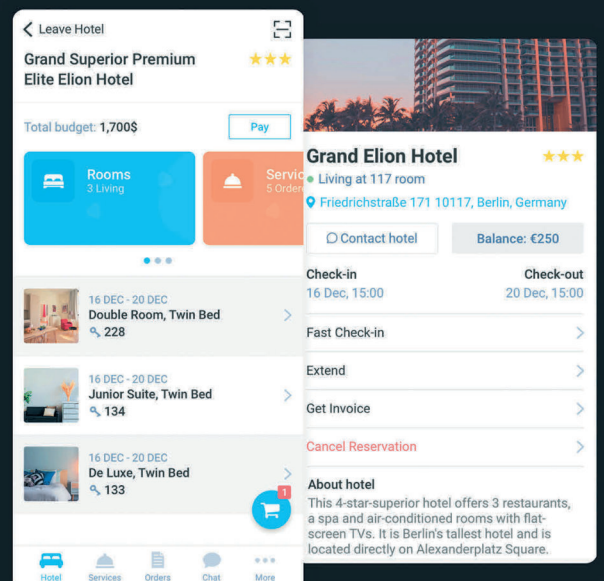 Leave Hotel
Grand Superior Premium
Elite Elion Hotel
Total budget: 1,700$
Pay
Rooms
3 Living
5
16 DEC - 20 DEC
Double Room, Twin Bed
228
16 DEC - 20 DEC
Junior Suite, Twin Bed
134
16 DEC - 20 DEC
De Luxe, Twin Bed
133
1
Hotel
Services
Orders
Chat
More
Grand Elion Hotel
Living at 117 room
Friedrichstraße 171 10117, Berlin, Germany
Contact hotel
Balance: €250
Check-in
Check-out
16 Dec, 15:00
20 Dec, 15:00
Fast Check-in
Extend
Get Invoice
Cancel Reservation
About hotel
This 4-star-superior hotel offers 3 restaurants,
a spa and air-conditioned rooms with flat-
screen TVs. It is Berlin's tallest hotel and is
located directly on Alexanderplatz Square.